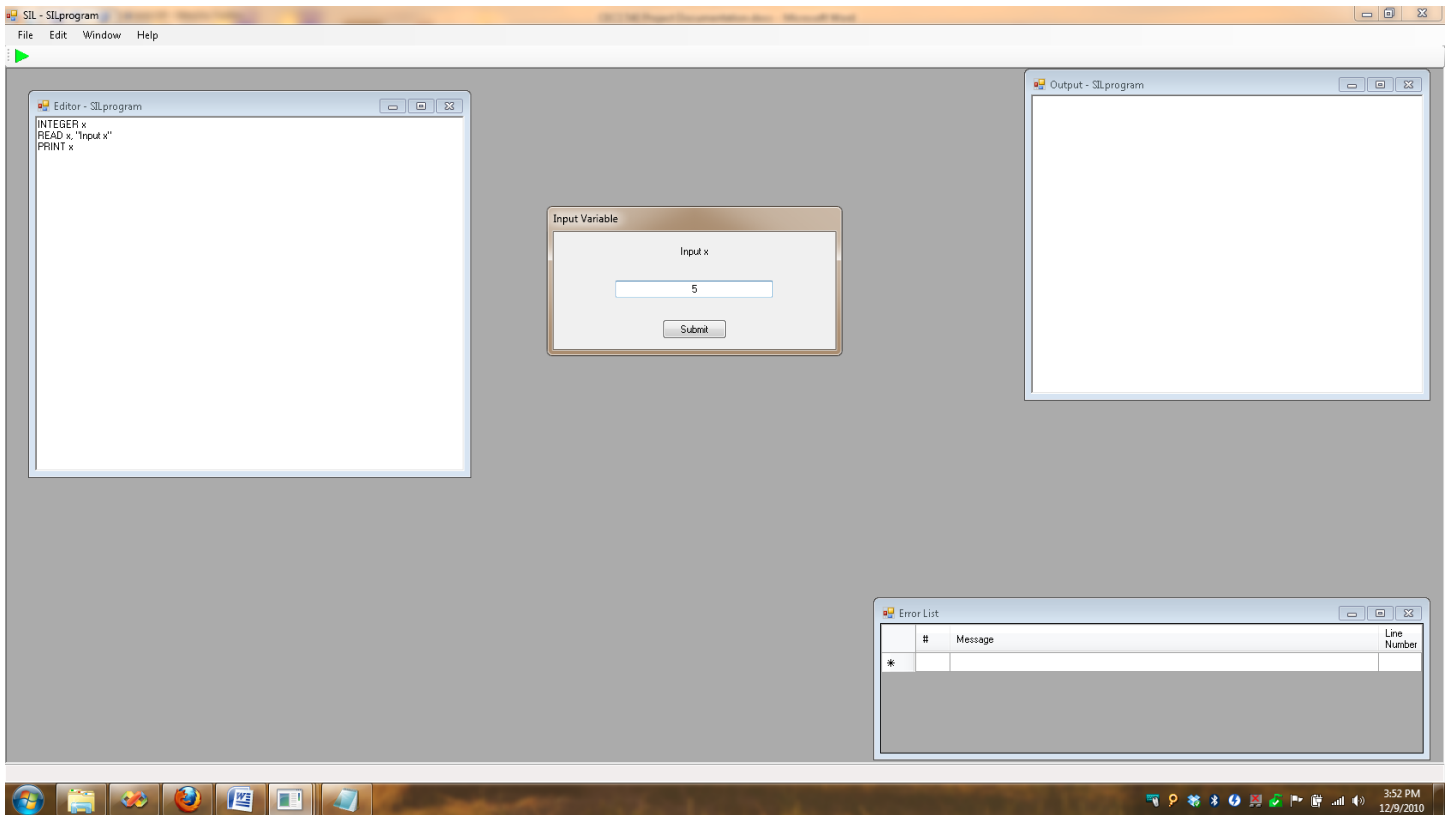 SIL - SILprogram
File Edit Window Help
Editor - SILprogram
INTEGER x
READ x, "Input x"
PRINT x
Input Variable
Input x
5
Submit
Output - SILprogram
Error List
# Message Line Number
3:52 PM
12/9/2010